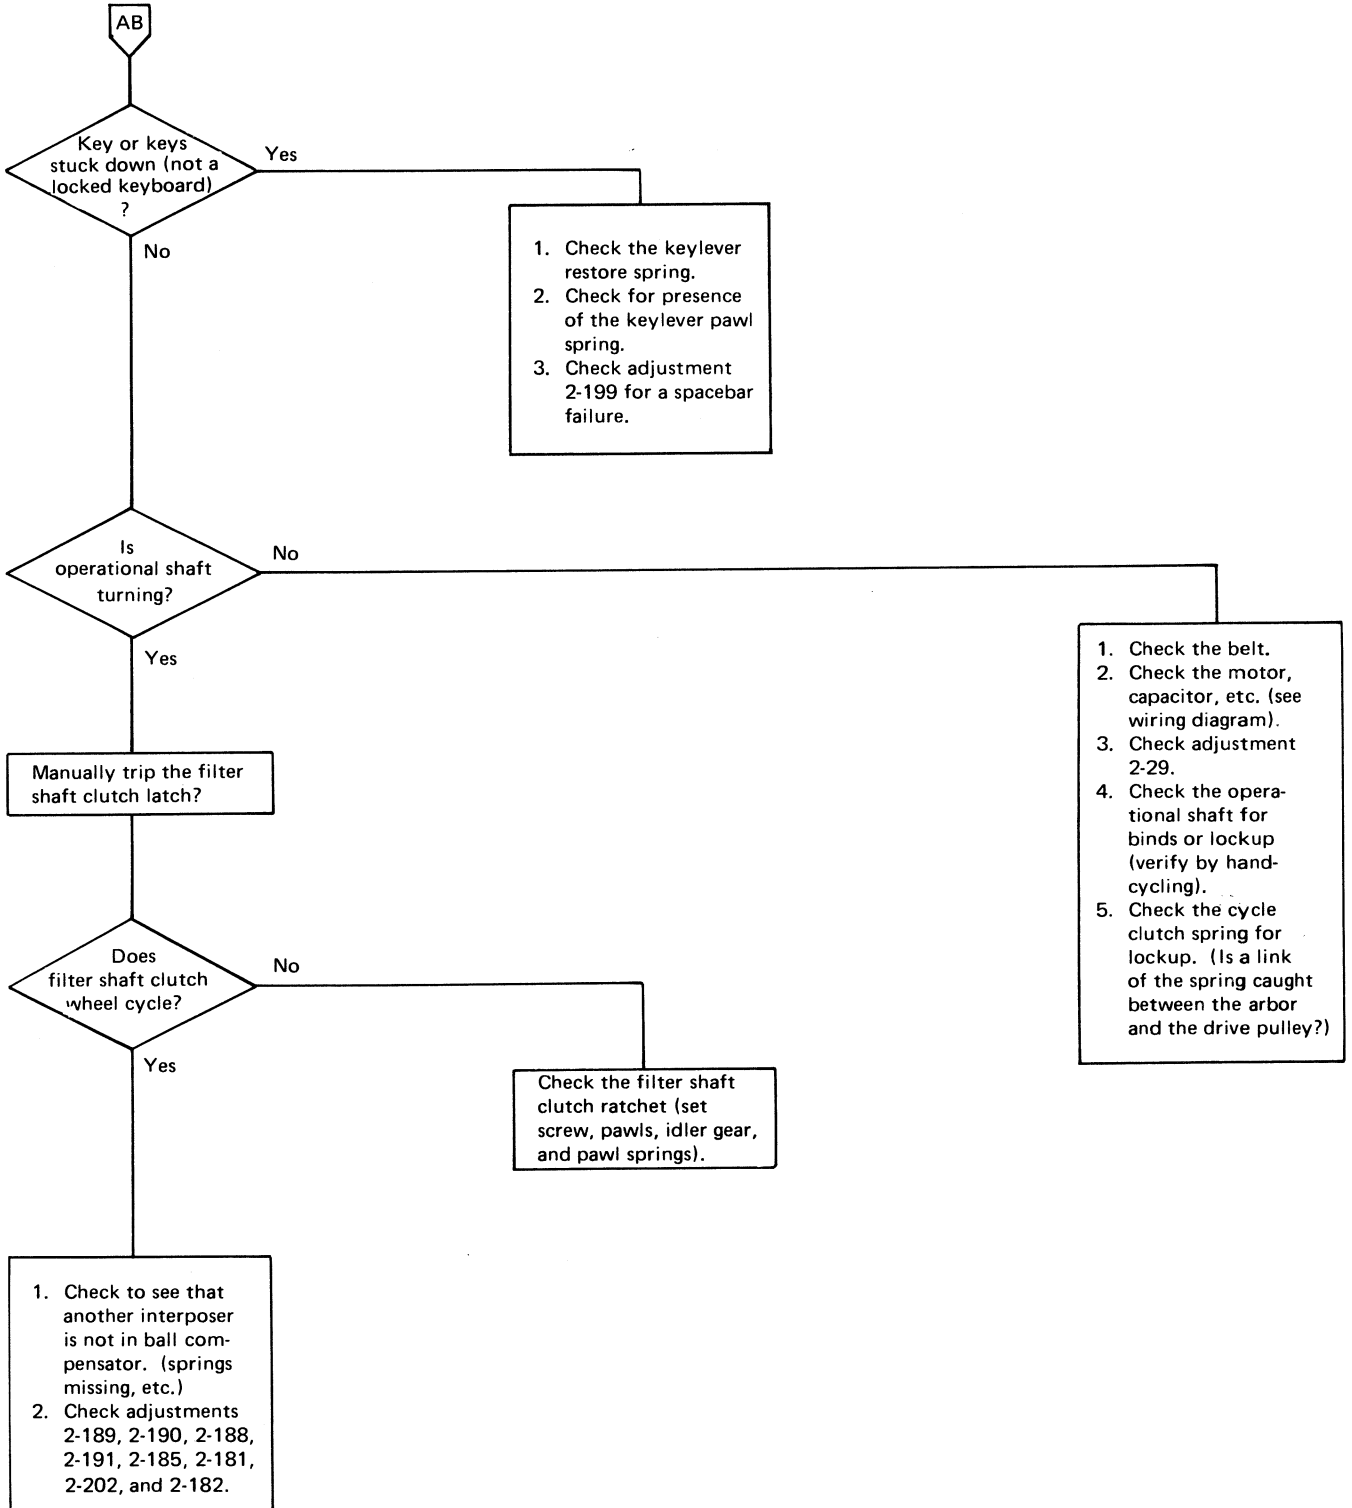 AB
Key or keys
stuck down (not a
locked keyboard)
?
Yes
No
1. Check the keylever
restore spring.
2. Check for presence
of the keylever pawl
spring.
3. Check adjustment
2-199 for a spacebar
failure.
Is
operational shaft
turning?
No
Yes
1. Check the belt.
2. Check the motor,
capacitor, etc. (see
wiring diagram).
3. Check adjustment
2-29.
4. Check the opera-
tional shaft for
binds or lockup
(verify by hand-
cycling).
5. Check the cycle
clutch spring for
lockup. (Is a link
of the spring caught
between the arbor
and the drive pulley?)
Manually trip the filter
shaft clutch latch?
Does
filter shaft clutch
wheel cycle?
No
Yes
Check the filter shaft
clutch ratchet (set
screw, pawls, idler gear,
and pawl springs).
1. Check to see that
another interposer
is not in ball com-
pensator. (springs
missing, etc.)
2. Check adjustments
2-189, 2-190, 2-188,
2-191, 2-185, 2-181,
2-202, and 2-182.